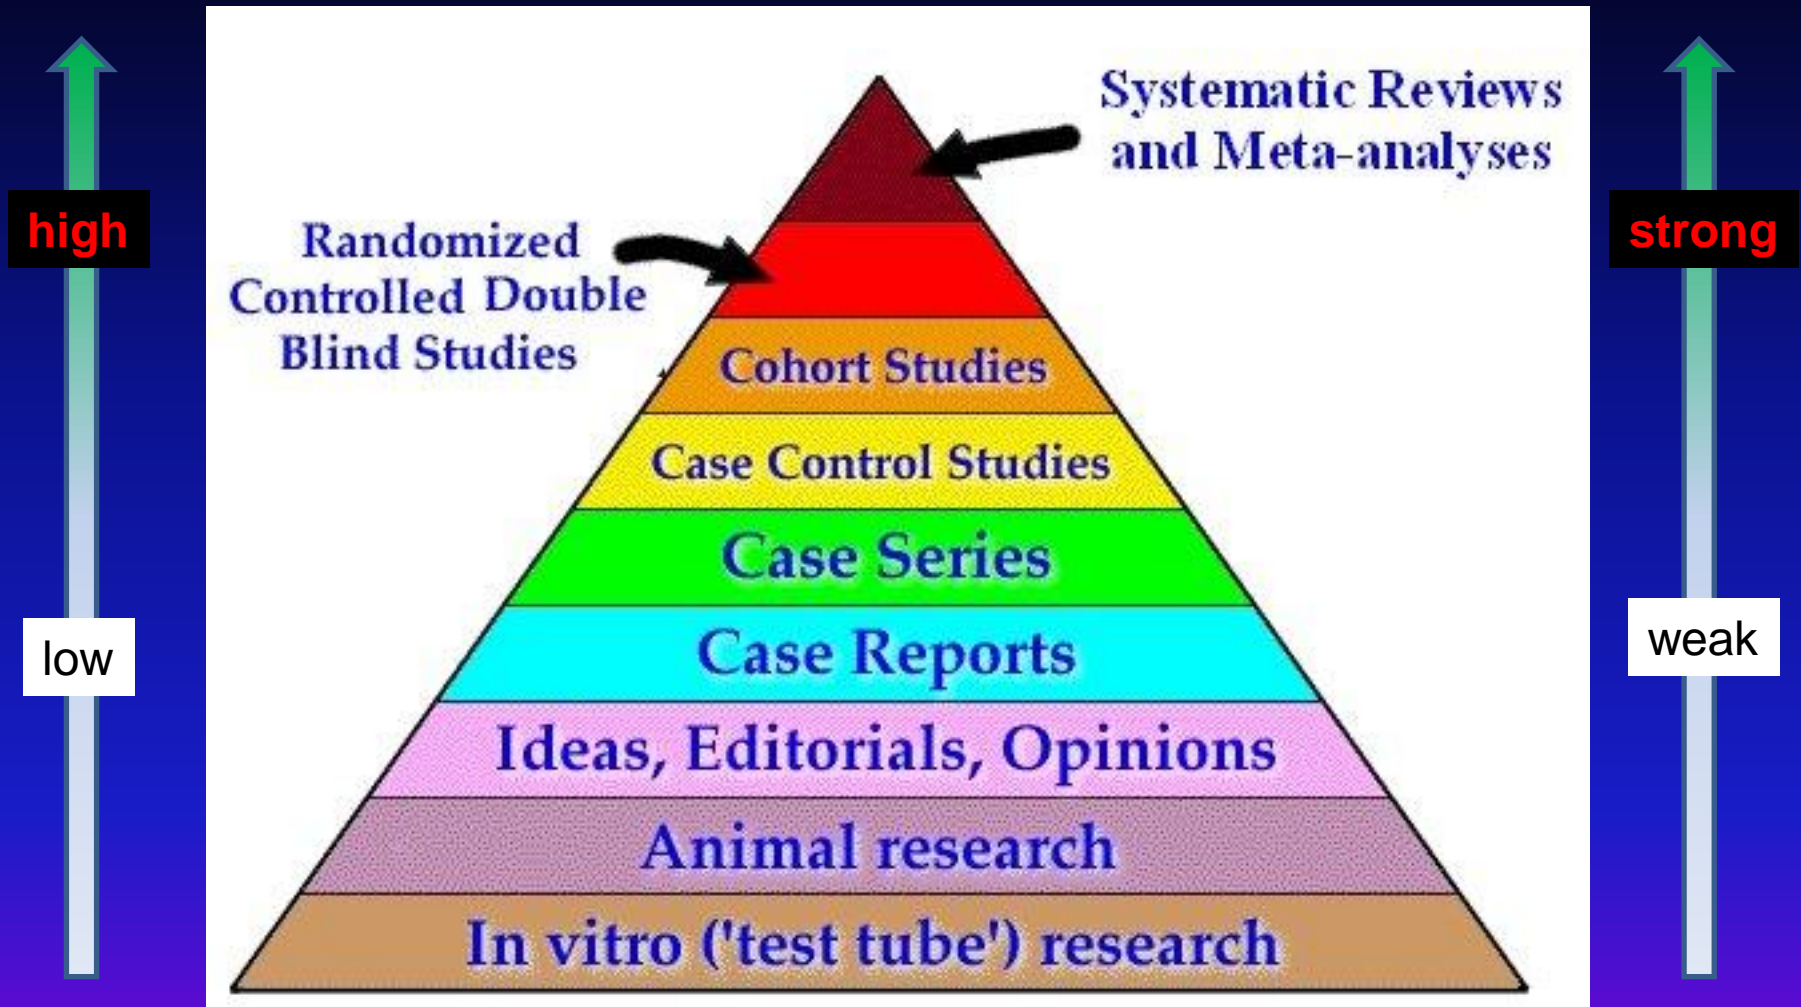 Systematic Reviews
and Meta-analyses
high
strong
Randomized
Controlled Double
Blind Studies
Cohort Studies
Case Control Studies
Case Series
low
weak
Case Reports
Ideas, Editorials, Opinions
Animal research
In vitro ('test tube') research